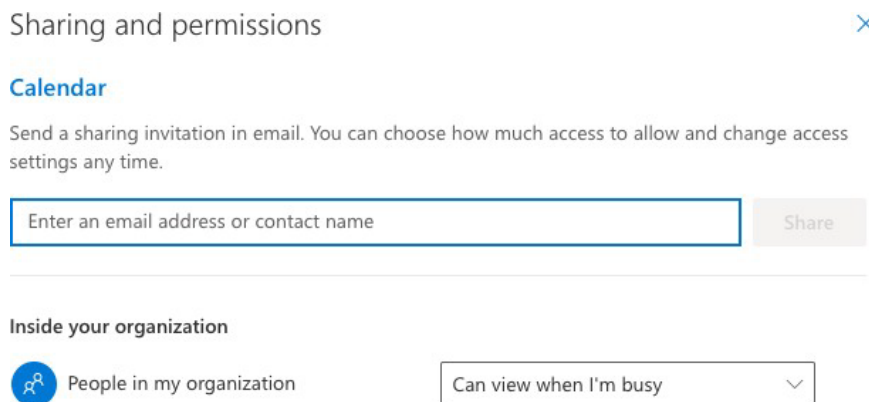 Sharing and permissions
Calendar
Send a sharing invitation in email. You can choose how much access to allow and change access
settings any time.
Enter an email address or contact name
Share
Inside your organization
People in my organization
Can view when I'm busy